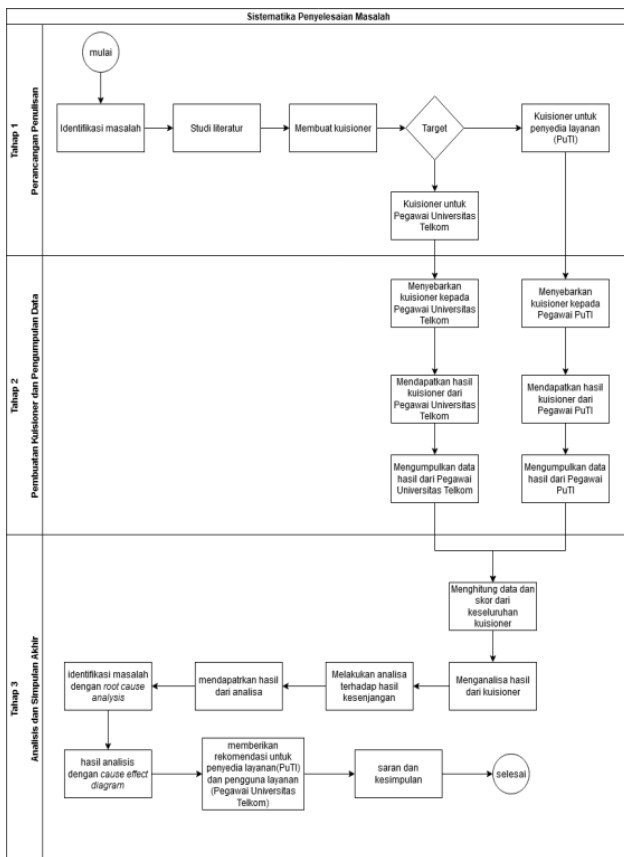 Sistematika Penyelesaian Masalah
Tahap 1
Perancangan Penulisan
mulai
Identifikasi masalah
Studi literatur
Membuat kuisioner
Target
Kuisioner untuk
penyedia layanan
(PuTI)
Kuisioner untuk
Pegawai Universitas
Telkom
Tahap 2
Pembuatan Kuisioner dan Pengumpulan Data
Menyebarkan
kuisioner kepada
Pegawai Universitas
Telkom
Menyebarkan
kuisioner kepada
Pegawai PuTI
Mendapatkan hasil
kuisioner dari
Pegawai Universitas
Telkom
Mendapatkan hasil
kuisioner dari
Pegawai PuTI
Mengumpulkan data
hasil dari Pegawai
Universitas Telkom
Mengumpulkan data
hasil dari Pegawai
PuTI
Tahap 3
Analisis dan Simpulan Akhir
Menghitung data dan
skor dari
keseluruhan
kuisioner
identifikasi masalah
dengan root cause
analysis
mendapatrkan hasil
dari analisa
Melakukan analisa
terhadap hasil
kesenjangan
Menganalisa hasil
dari kuisioner
hasil analisis
dengan cause effect
diagram
memberikan
rekomendasi untuk
penyedia layanan(PuTI)
dan pengguna layanan
(Pegawai Universitas
Telkom)
saran dan
kesimpulan
selesai